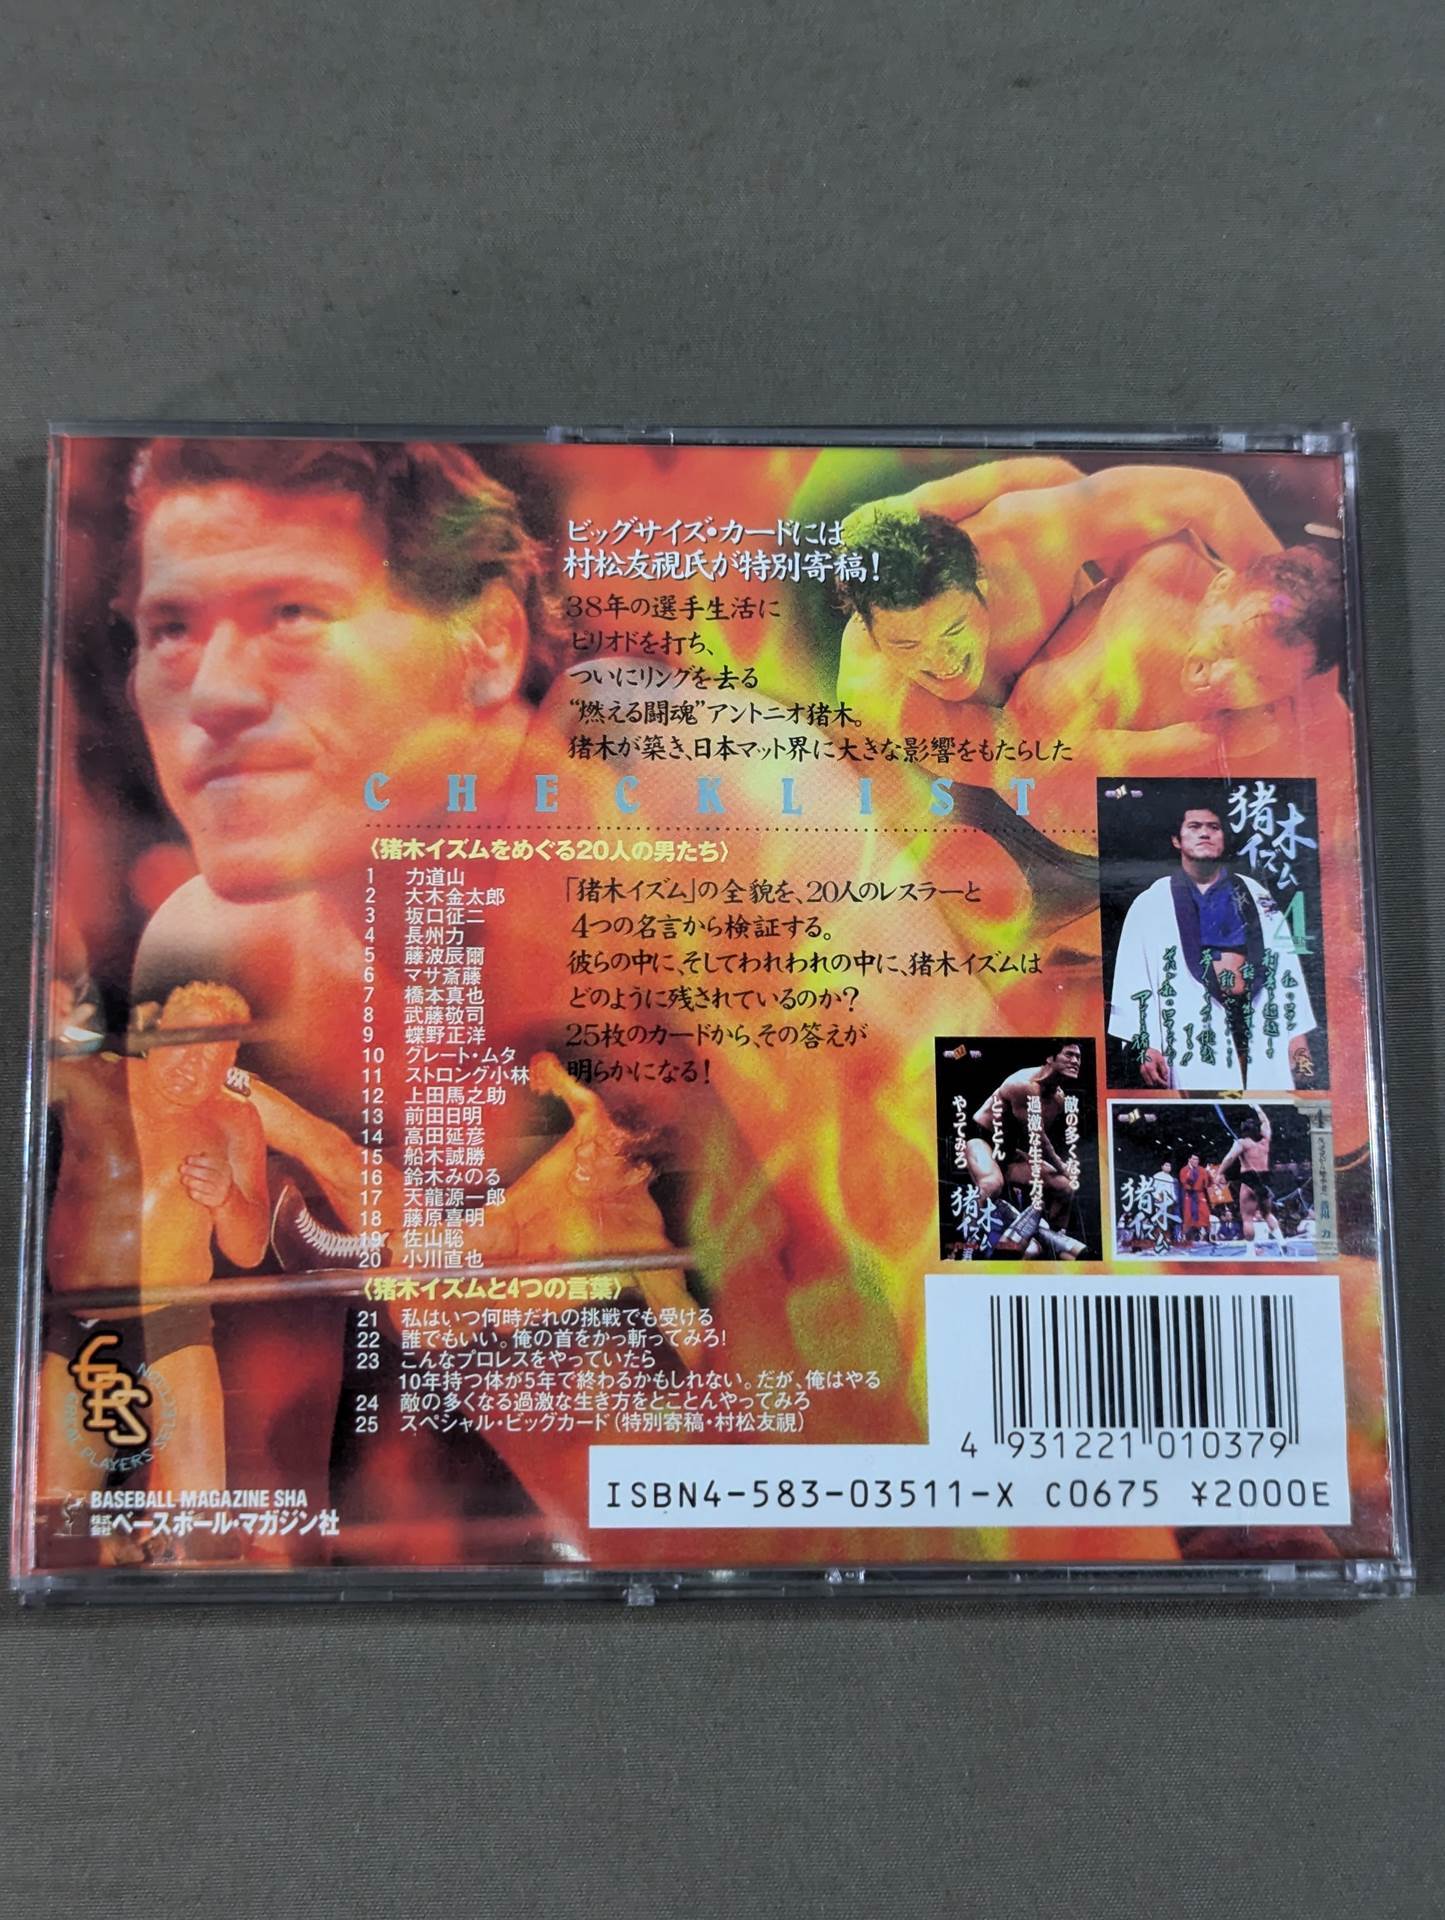 ビッグサイズ・カードには
村松友視氏が特別寄稿!
38年の選手生活に
ピリオドを打ち、
ついにリングを去る
“燃える闘魂”アントニオ猪木。
猪木が築き、日本マット界に大きな影響をもたらした
CHECKLIST
〈猪木イズムをめぐる20人の男たち〉
1 力道山
2 大木金太郎
3 坂口征二
4 長州力
5 藤波辰爾
6 マサ斎藤
7 橋本真也
8 武藤敬司
9 蝶野正洋
10 グレート・ムタ
11 ストロング小林
12 上田馬之助
13 前田日明
14 高田延彦
15 船木誠勝
16 鈴木みのる
17 天龍源一郎
18 藤原喜明
19 佐山聡
20 小川直也
「猪木イズム」の全貌を、20人のレスラーと
4つの名言から検証する。
彼らの中に、そしてわれわれの中に、猪木イズムは
どのように残されているのか?
25枚のカードから、その答えが
明らかになる!
〈猪木イズムと4つの言葉〉
21 私はいつ何時だれの挑戦でも受ける
22 誰でもいい。俺の首をかっ斬ってみろ!
23 こんなプロレスをやっていたら
10年持つ体が5年で終わるかもしれない。だが、俺はやる
24 敵の多くなる過激な生き方をとことんやってみろ
25 スペシャル・ビッグカード(特別寄稿・村松友視)
猪木
イズム
4
アントニオ猪木
敵の多くなる
過激な生き方を
とことん
やってみろ
猪木
イズム
猪木
イズム
4
PLAYERS SELECTION
BASEBALL MAGAZINE SHA
株式会社ベースボール・マガジン社
4 931221 010379
ISBN4-583-03511-X C0675 ¥2000E